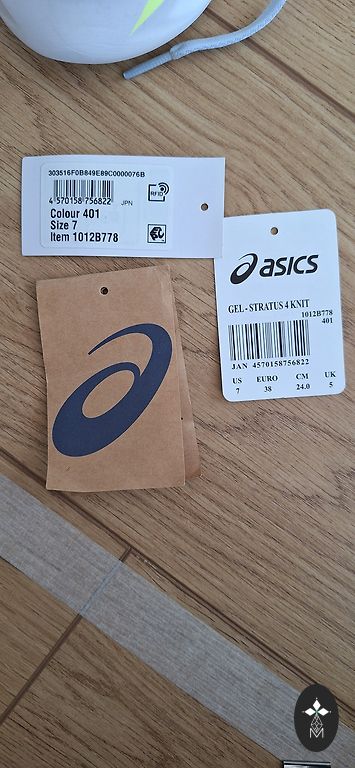 303516F0B849E89C0000076B
4 570158 756822
JPN
RFID
Colour 401
Size 7
Item 1012B778
asics
GEL - STRATUS 4 KNIT
1012B778
401
JAN 4570158756822
US EURO CM UK
7 38 24.0 5
M